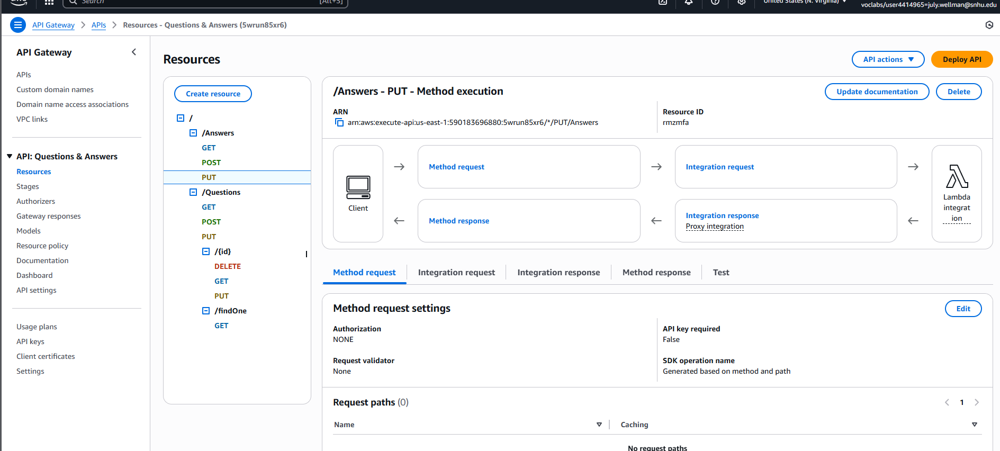 aws
Search
[Alt+S]
United States (N. Virginia)
voclabs/user4414965=july.wellman@snhu.edu
API Gateway
APIs
Resources - Questions & Answers (5wrun85xr6)
API Gateway
APIs
Custom domain names
Domain name access associations
VPC links
API: Questions & Answers
Resources
Stages
Authorizers
Gateway responses
Models
Resource policy
Documentation
Dashboard
API settings
Usage plans
API keys
Client certificates
Settings
Resources
API actions
Deploy API
Create resource
/
/Answers
GET
POST
PUT
/Questions
GET
POST
PUT
/{id}
DELETE
GET
PUT
/findOne
GET
/Answers - PUT - Method execution
Update documentation
Delete
ARN
arn:aws:execute-api:us-east-1:590183696880:5wrun85xr6/*/PUT/Answers
Resource ID
rmzmfa
Client
Method request
Integration request
Method response
Integration response
Proxy integration
Lambda
integrat
ion
Method request
Integration request
Integration response
Method response
Test
Method request settings
Edit
Authorization
NONE
API key required
False
Request validator
None
SDK operation name
Generated based on method and path
Request paths (0)
1
Name
Caching
No request paths